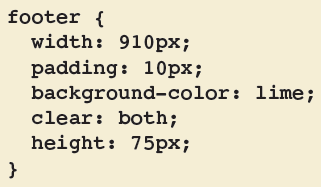 footer {
  width: 910px;
  padding: 10px;
  background-color: lime;
  clear: both;
  height: 75px;
}